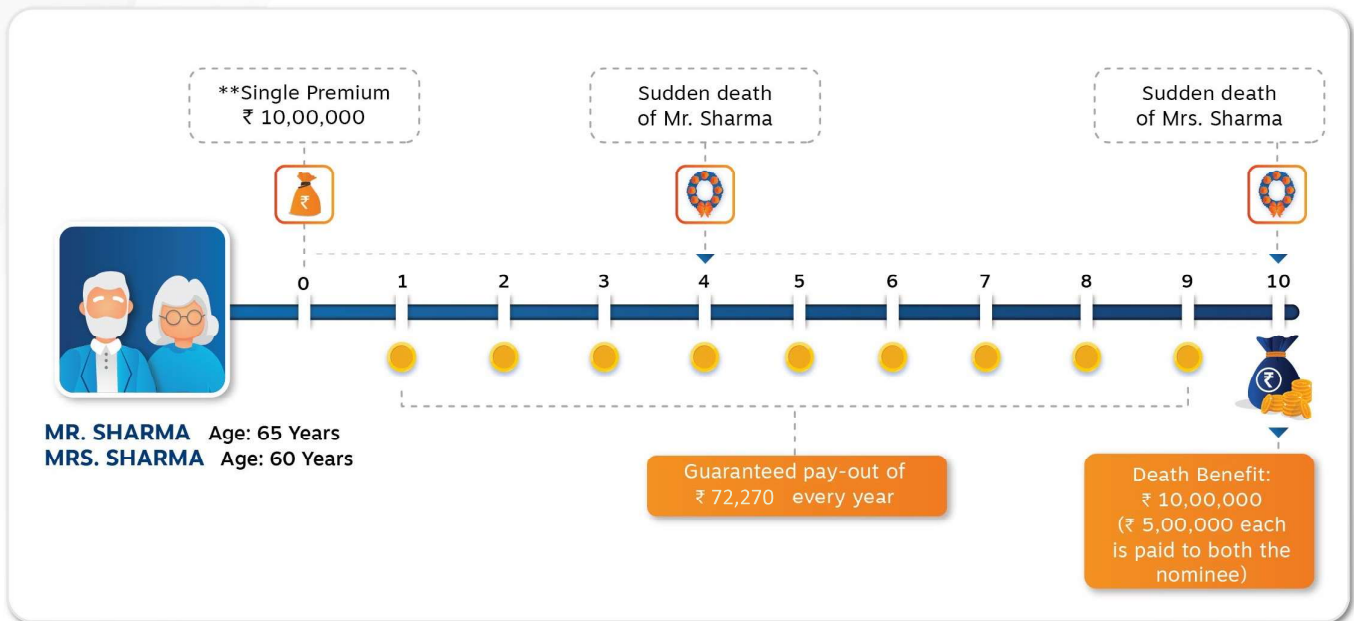 **Single Premium
₹ 10,00,000
Sudden death
of Mr. Sharma
Sudden death
of Mrs. Sharma
₹
0
1
2
3
4
5
6
7
8
9
10
₹
MR. SHARMA Age: 65 Years
MRS. SHARMA Age: 60 Years
Guaranteed pay-out of
₹ 72,270 every year
Death Benefit:
₹ 10,00,000
(₹ 5,00,000 each
is paid to both the
nominee)